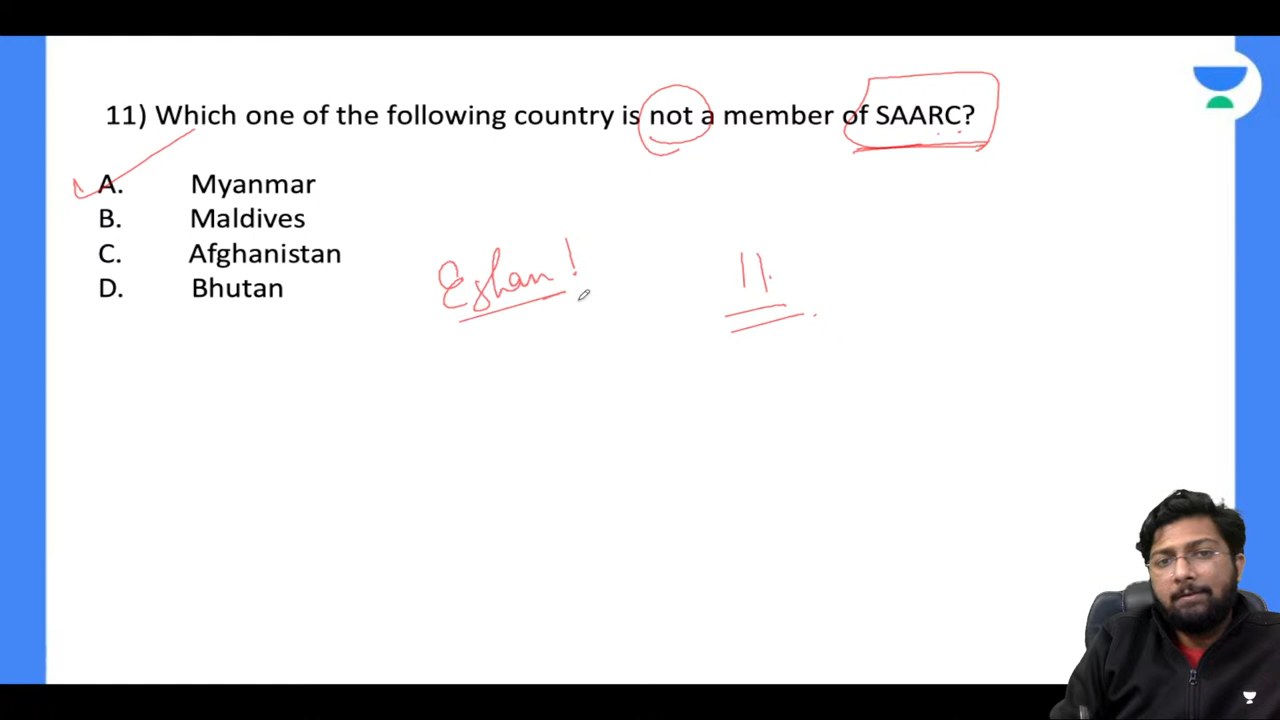 11) Which one of the following country is not a member of SAARC?
A. Myanmar
B. Maldives
C. Afghanistan
D. Bhutan
Eshan! 11.